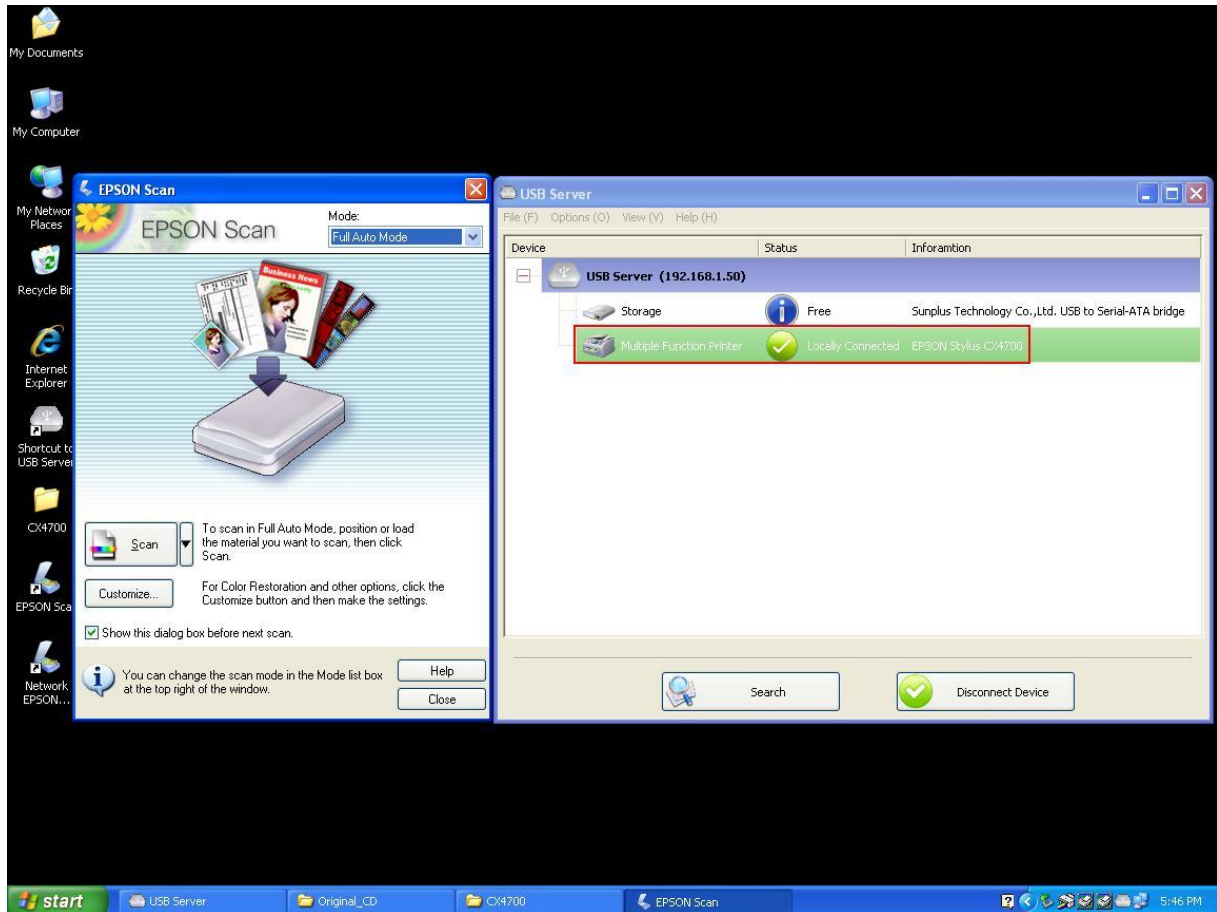 My Documents
My Computer
My Networ
Places
Recycle Bin
Internet
Explorer
Shortcut to
USB Server
CX4700
EPSON Sca
Network
EPSON...
EPSON Scan
EPSON Scan
Mode:
Full Auto Mode
Business News
Scan
To scan in Full Auto Mode, position or load
the material you want to scan, then click
Scan.
Customize...
For Color Restoration and other options, click the
Customize button and then make the settings.
Show this dialog box before next scan.
You can change the scan mode in the Mode list box
at the top right of the window.
Help
Close
USB Server
File (F) Options (O) View (V) Help (H)
Device Status Inforamtion
USB Server (192.168.1.50)
Storage Free Sunplus Technology Co.,Ltd. USB to Serial-ATA bridge
Multiple Function Printer Locally Connected EPSON Stylus CX4700
Search
Disconnect Device
start USB Server Original_CD CX4700 EPSON Scan 5:46 PM